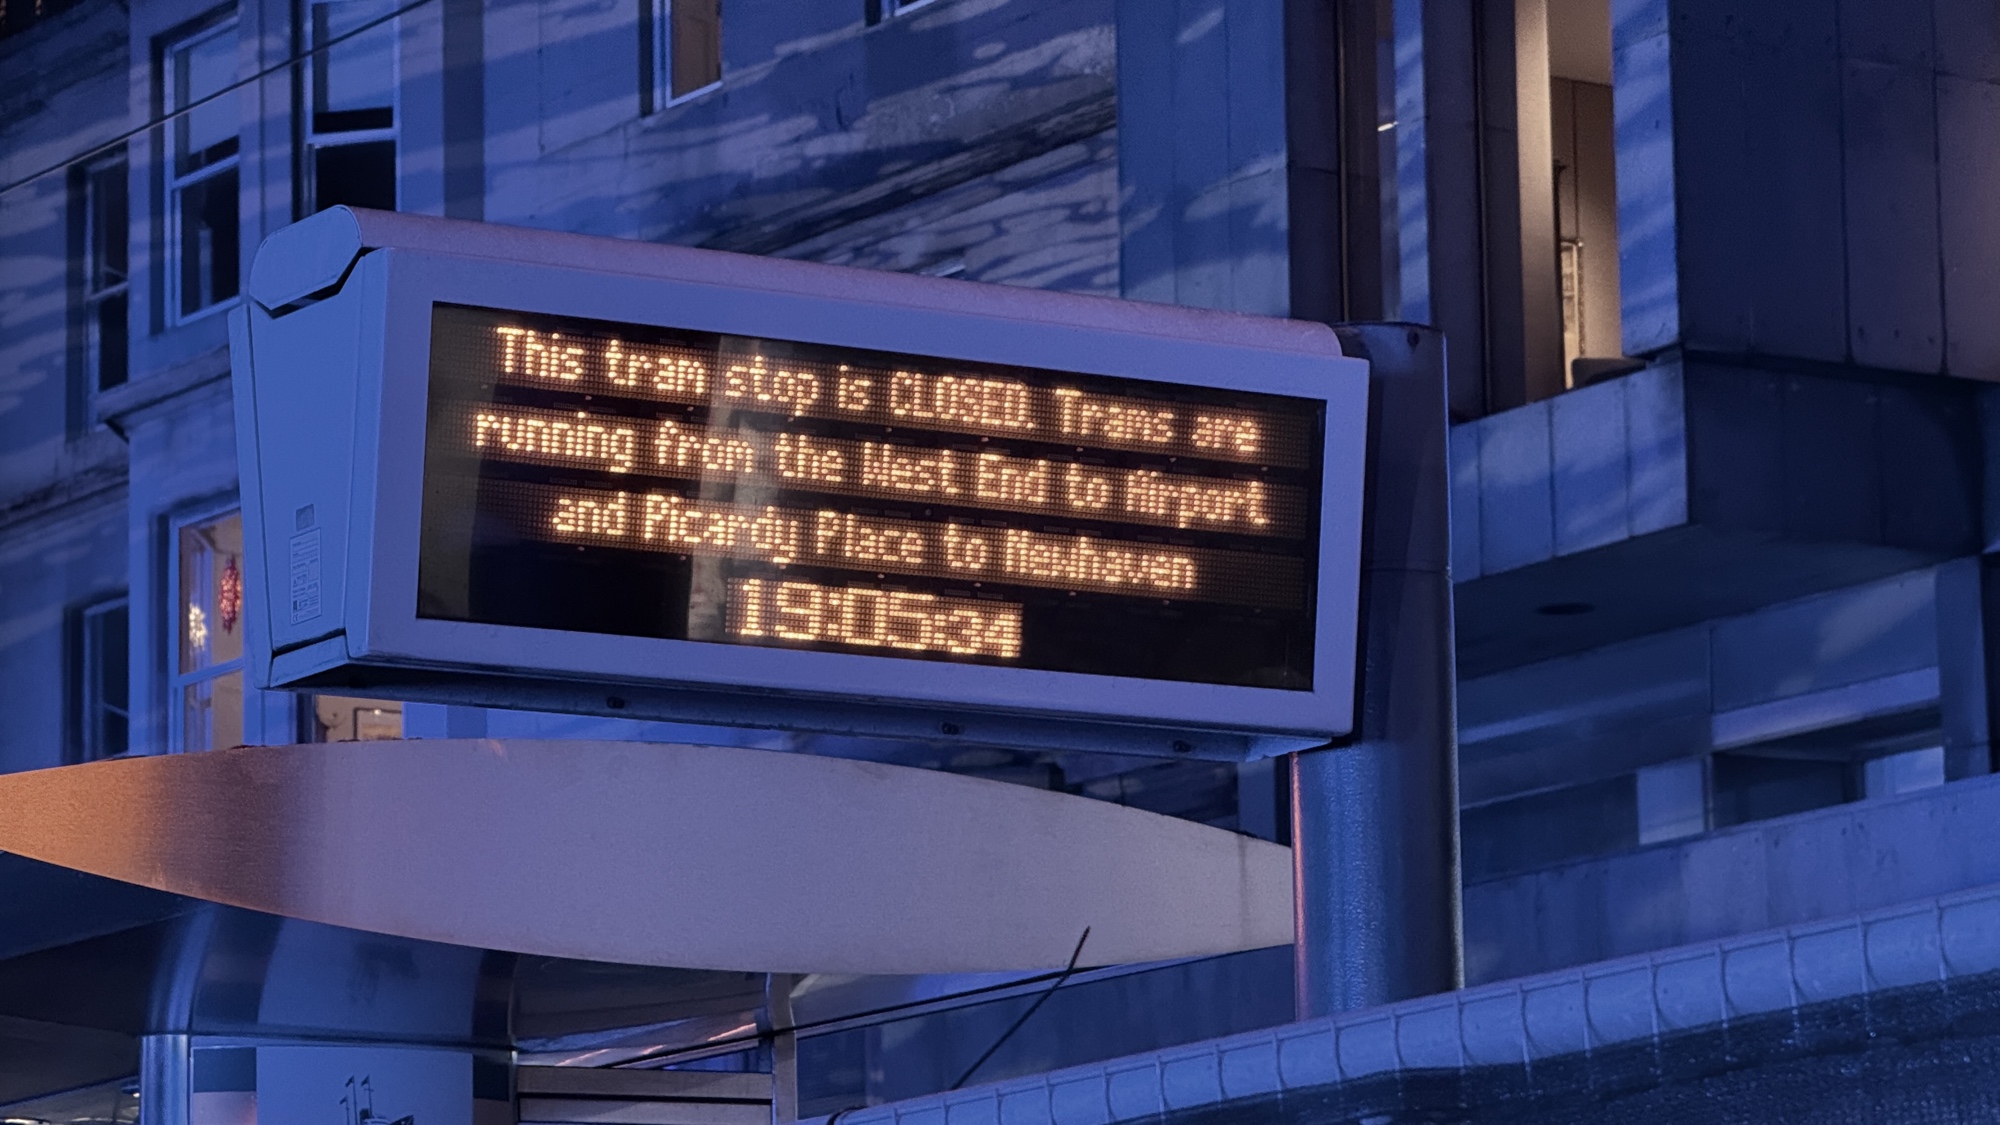 This tram stop is CLOSED. Trams are
running from the West End to Airport
and Picardy Place to Newhaven
19:05:34